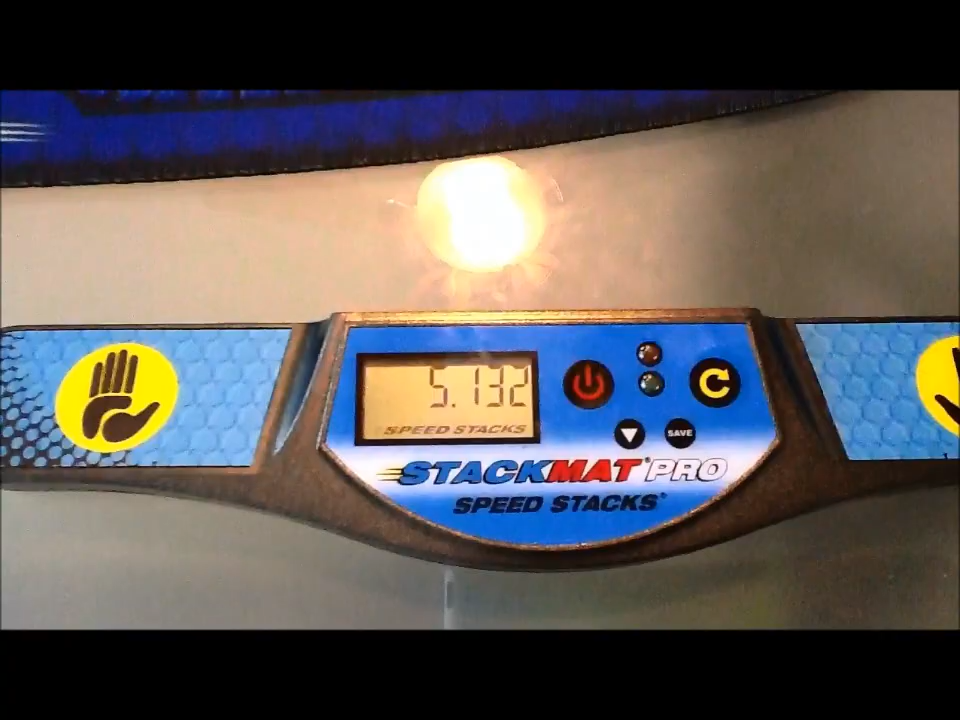 5.132
SPEED STACKS
SAVE
STACKMAT® PRO
SPEED STACKS®